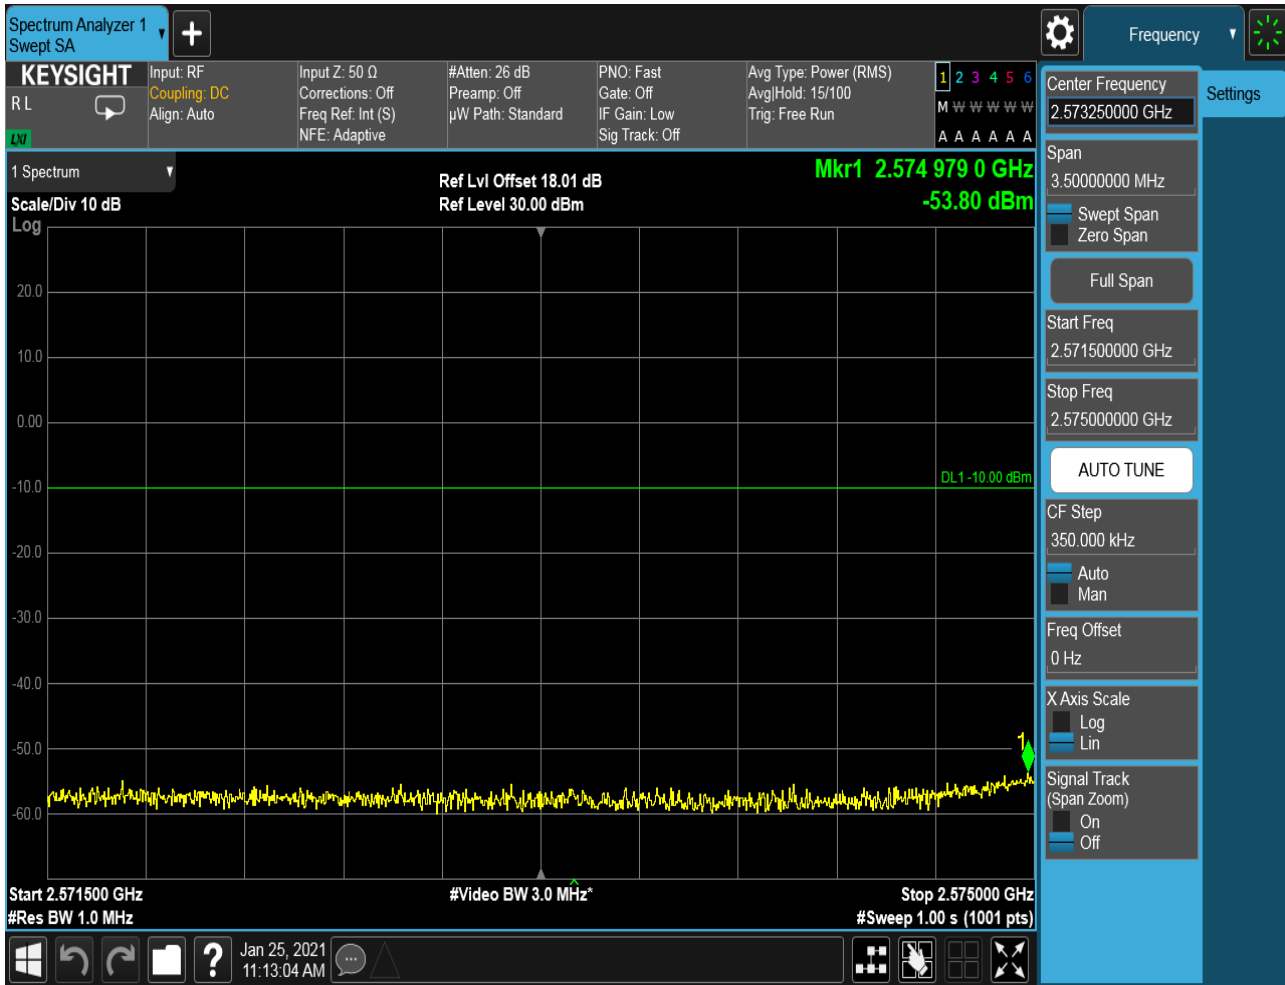 Spectrum Analyzer 1
Swept SA
Frequency
KEYSIGHT
R L
LXI
Input: RF
Coupling: DC
Align: Auto
Input Z: 50 Ω
Corrections: Off
Freq Ref: Int (S)
NFE: Adaptive
#Atten: 26 dB
Preamp: Off
µW Path: Standard
PNO: Fast
Gate: Off
IF Gain: Low
Sig Track: Off
Avg Type: Power (RMS)
Avg|Hold: 15/100
Trig: Free Run
1 2 3 4 5 6
M W W W W W
A A A A A A
1 Spectrum
Scale/Div 10 dB
Log
Ref Lvl Offset 18.01 dB
Ref Level 30.00 dBm
Mkr1 2.574 979 0 GHz
-53.80 dBm
20.0
10.0
0.00
-10.0
DL1 -10.00 dBm
-20.0
-30.0
-40.0
-50.0
1
-60.0
Start 2.571500 GHz
#Video BW 3.0 MHz*
Stop 2.575000 GHz
#Res BW 1.0 MHz
#Sweep 1.00 s (1001 pts)
Center Frequency
2.573250000 GHz
Settings
Span
3.50000000 MHz
Swept Span
Zero Span
Full Span
Start Freq
2.571500000 GHz
Stop Freq
2.575000000 GHz
AUTO TUNE
CF Step
350.000 kHz
Auto
Man
Freq Offset
0 Hz
X Axis Scale
Log
Lin
Signal Track
(Span Zoom)
On
Off
?
Jan 25, 2021
11:13:04 AM